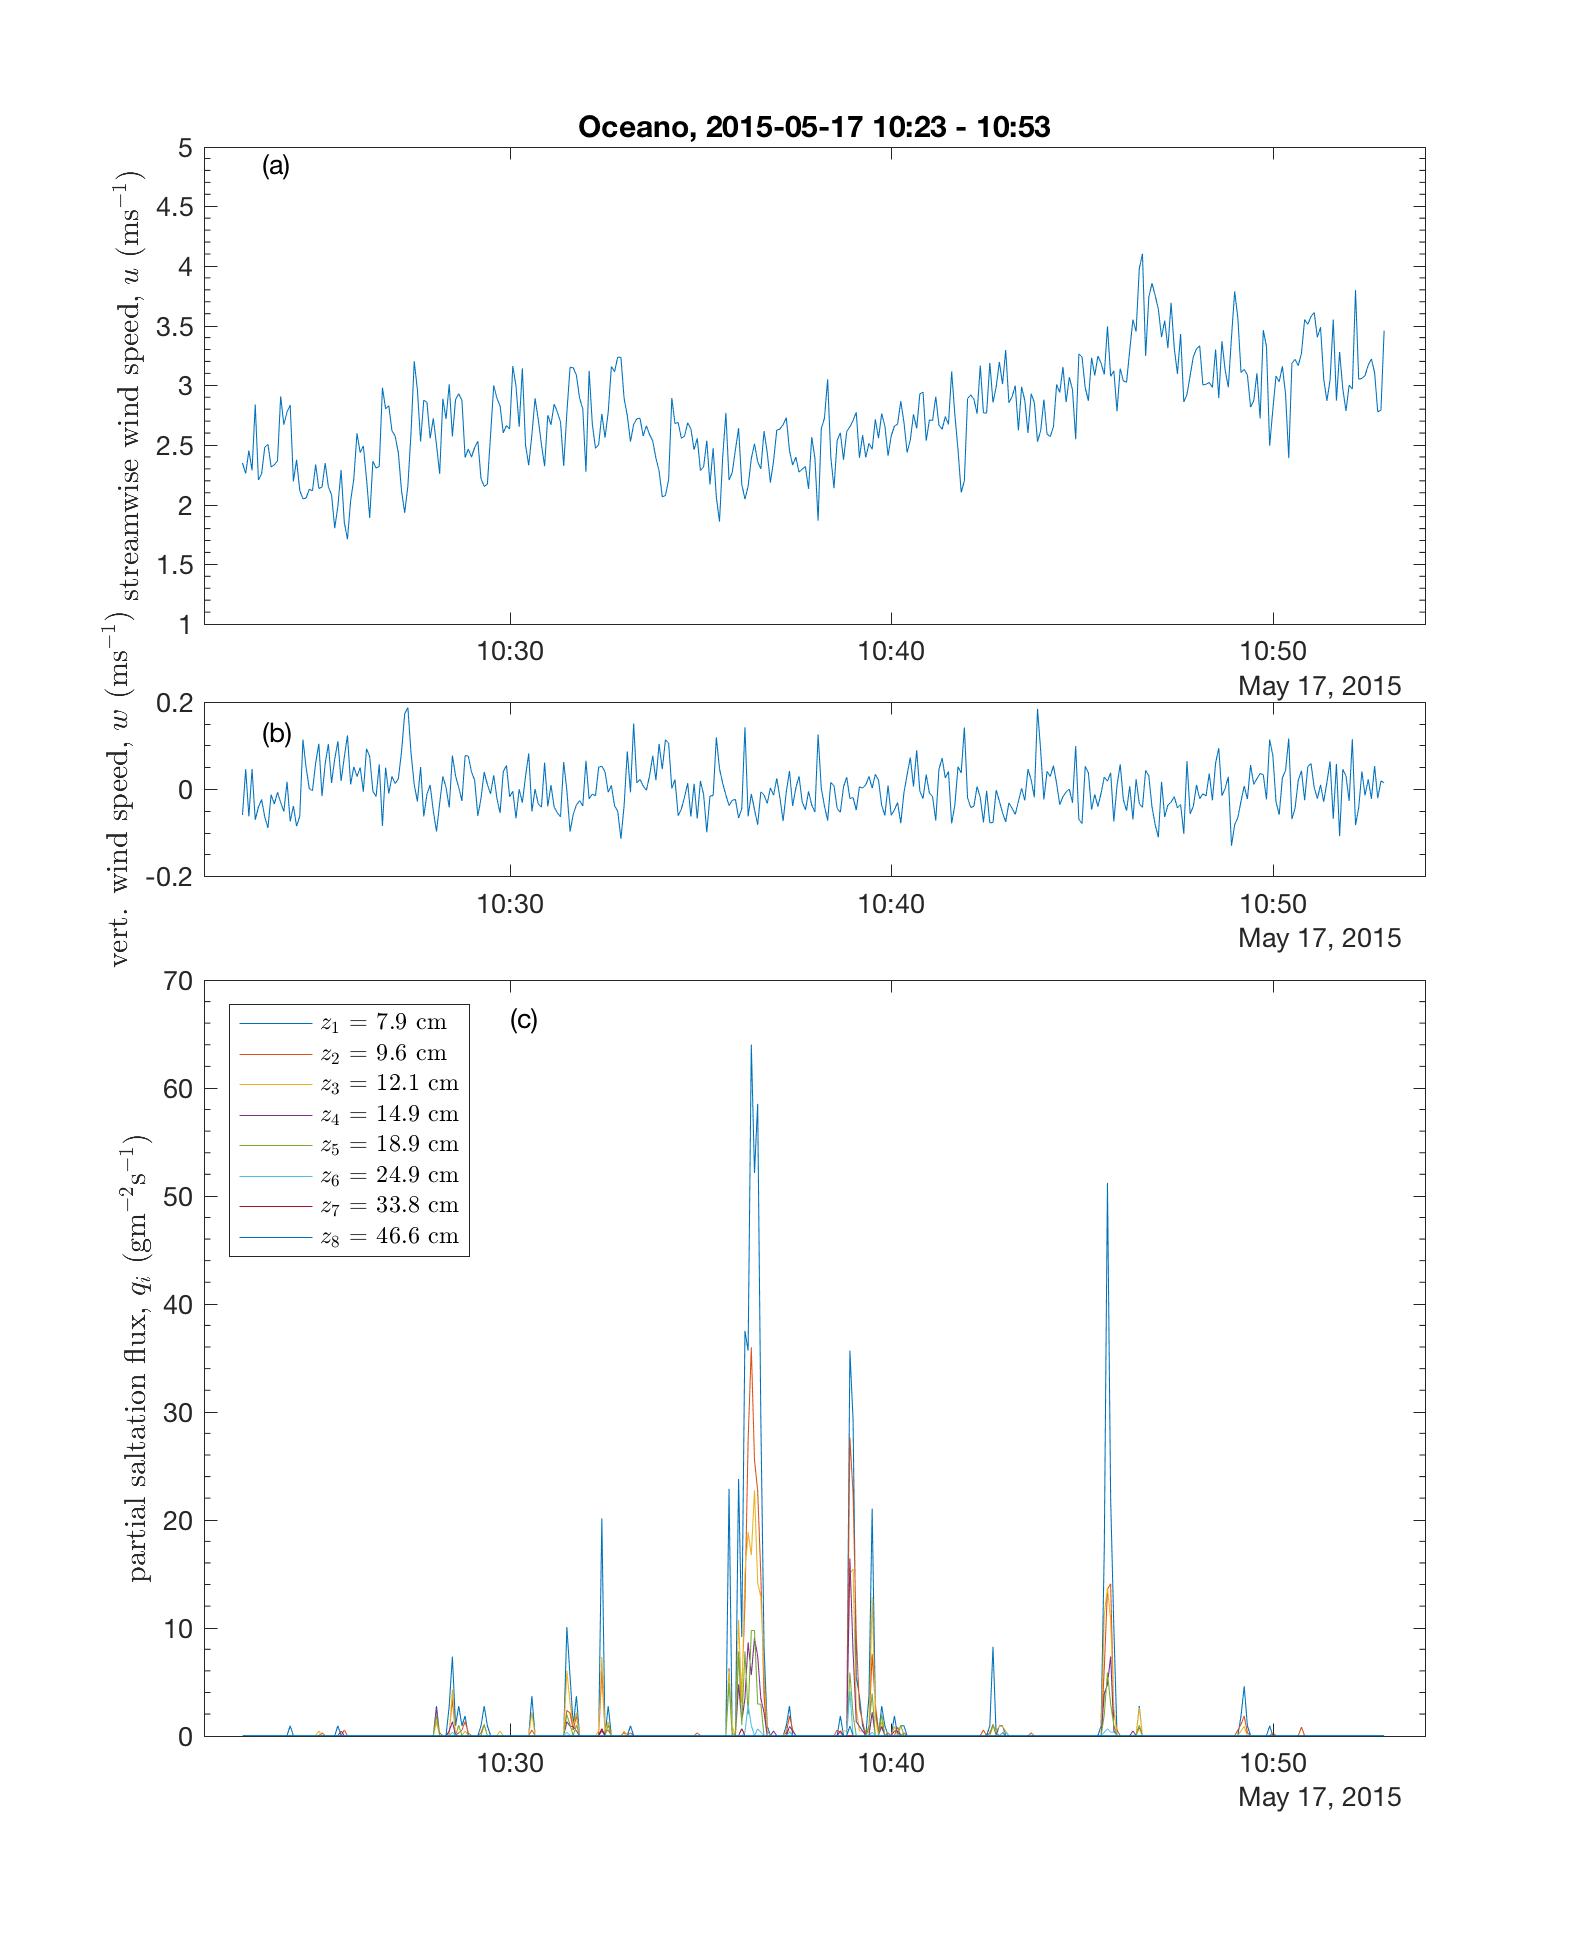 Oceano, 2015-05-17 10:23 - 10:53
(a)
streamwise wind speed, u (ms⁻¹)
5
4.5
4
3.5
3
2.5
2
1.5
1
10:30 10:40 10:50
May 17, 2015
(b)
vert. wind speed, w (ms⁻¹)
0.2
0
-0.2
10:30 10:40 10:50
May 17, 2015
(c)
partial saltation flux, qᵢ (gm⁻²s⁻¹)
70
60
50
40
30
20
10
0
z₁ = 7.9 cm
z₂ = 9.6 cm
z₃ = 12.1 cm
z₄ = 14.9 cm
z₅ = 18.9 cm
z₆ = 24.9 cm
z₇ = 33.8 cm
z₈ = 46.6 cm
10:30 10:40 10:50
May 17, 2015